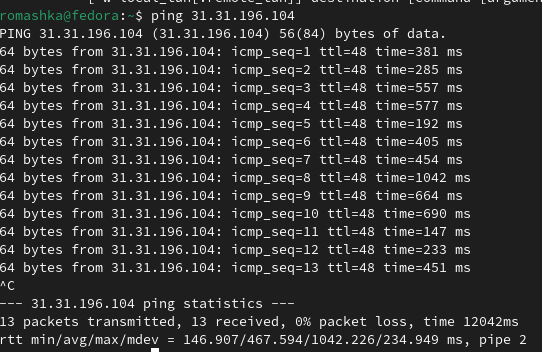 [-w local_tun[:remote_tun]] destination [command [argument
romashka@fedora:~$ ping 31.31.196.104
PING 31.31.196.104 (31.31.196.104) 56(84) bytes of data.
64 bytes from 31.31.196.104: icmp_seq=1 ttl=48 time=381 ms
64 bytes from 31.31.196.104: icmp_seq=2 ttl=48 time=285 ms
64 bytes from 31.31.196.104: icmp_seq=3 ttl=48 time=557 ms
64 bytes from 31.31.196.104: icmp_seq=4 ttl=48 time=577 ms
64 bytes from 31.31.196.104: icmp_seq=5 ttl=48 time=192 ms
64 bytes from 31.31.196.104: icmp_seq=6 ttl=48 time=405 ms
64 bytes from 31.31.196.104: icmp_seq=7 ttl=48 time=454 ms
64 bytes from 31.31.196.104: icmp_seq=8 ttl=48 time=1042 ms
64 bytes from 31.31.196.104: icmp_seq=9 ttl=48 time=664 ms
64 bytes from 31.31.196.104: icmp_seq=10 ttl=48 time=690 ms
64 bytes from 31.31.196.104: icmp_seq=11 ttl=48 time=147 ms
64 bytes from 31.31.196.104: icmp_seq=12 ttl=48 time=233 ms
64 bytes from 31.31.196.104: icmp_seq=13 ttl=48 time=451 ms
^C
--- 31.31.196.104 ping statistics ---
13 packets transmitted, 13 received, 0% packet loss, time 12042ms
rtt min/avg/max/mdev = 146.907/467.594/1042.226/234.949 ms, pipe 2